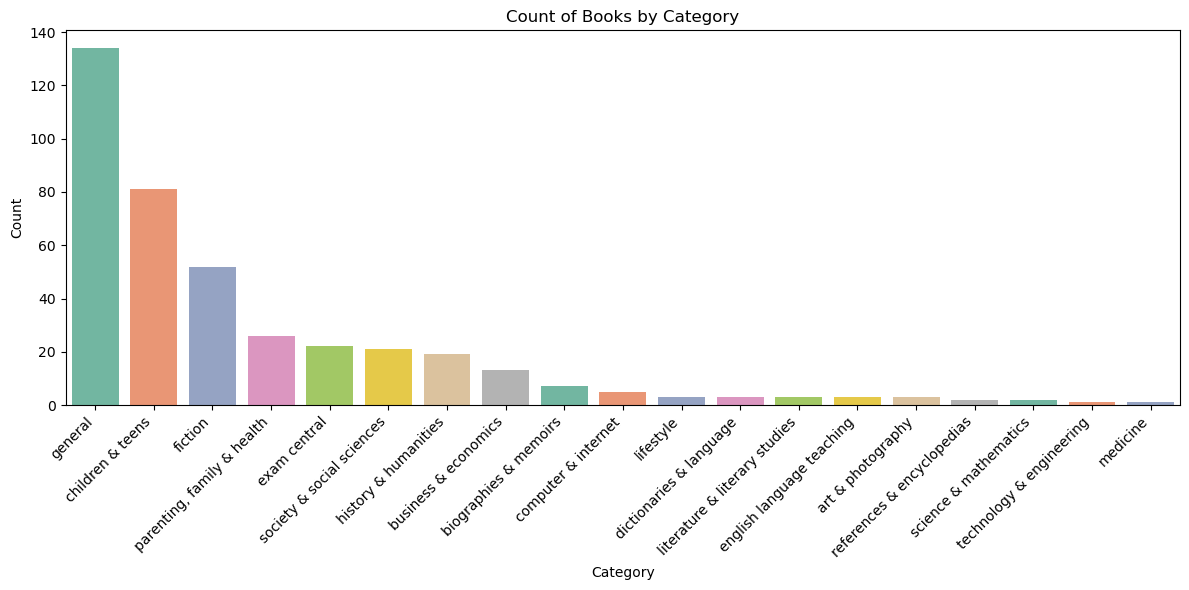 Count of Books by Category
Count
140
120
100
80
60
40
20
0
general
children & teens
fiction
parenting, family & health
exam central
society & social sciences
history & humanities
business & economics
biographies & memoirs
computer & internet
lifestyle
dictionaries & language
literature & literary studies
english language teaching
art & photography
references & encyclopedias
science & mathematics
technology & engineering
medicine
Category